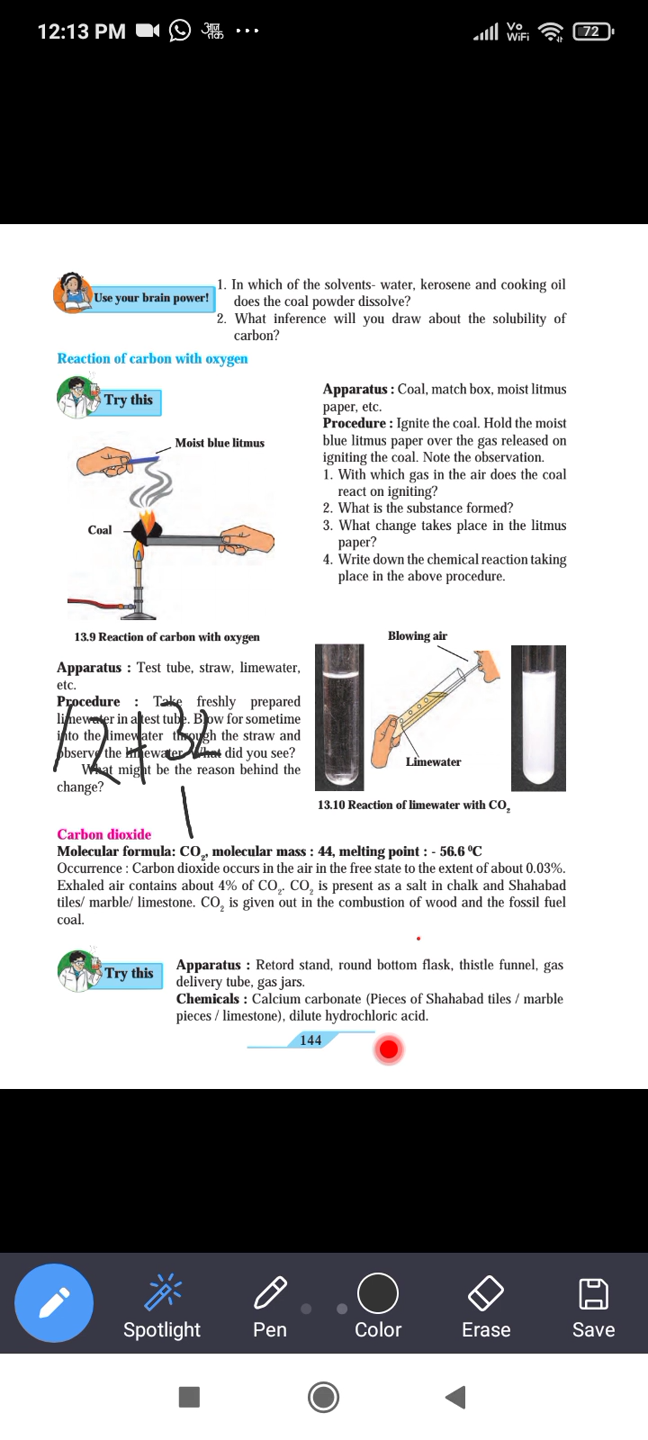 12:13 PM आज तक ... Vo WiFi 72
Use your brain power!
1. In which of the solvents- water, kerosene and cooking oil
does the coal powder dissolve?
2. What inference will you draw about the solubility of
carbon?
Reaction of carbon with oxygen
Try this
Moist blue litmus
Coal
13.9 Reaction of carbon with oxygen
Apparatus : Coal, match box, moist litmus
paper, etc.
Procedure : Ignite the coal. Hold the moist
blue litmus paper over the gas released on
igniting the coal. Note the observation.
1. With which gas in the air does the coal
react on igniting?
2. What is the substance formed?
3. What change takes place in the litmus
paper?
4. Write down the chemical reaction taking
place in the above procedure.
Apparatus : Test tube, straw, limewater,
etc.
Procedure : Take freshly prepared
limewater in a test tube. Blow for sometime
into the limewater through the straw and
observe the limewater. What did you see?
What might be the reason behind the
change?
12+32
Blowing air
Limewater
13.10 Reaction of limewater with CO₂
Carbon dioxide
Molecular formula: CO₂, molecular mass : 44, melting point : - 56.6 ⁰C
Occurrence : Carbon dioxide occurs in the air in the free state to the extent of about 0.03%.
Exhaled air contains about 4% of CO₂. CO₂ is present as a salt in chalk and Shahabad
tiles/ marble/ limestone. CO₂ is given out in the combustion of wood and the fossil fuel
coal.
Try this
Apparatus : Retord stand, round bottom flask, thistle funnel, gas
delivery tube, gas jars.
Chemicals : Calcium carbonate (Pieces of Shahabad tiles / marble
pieces / limestone), dilute hydrochloric acid.
144
Spotlight Pen Color Erase Save